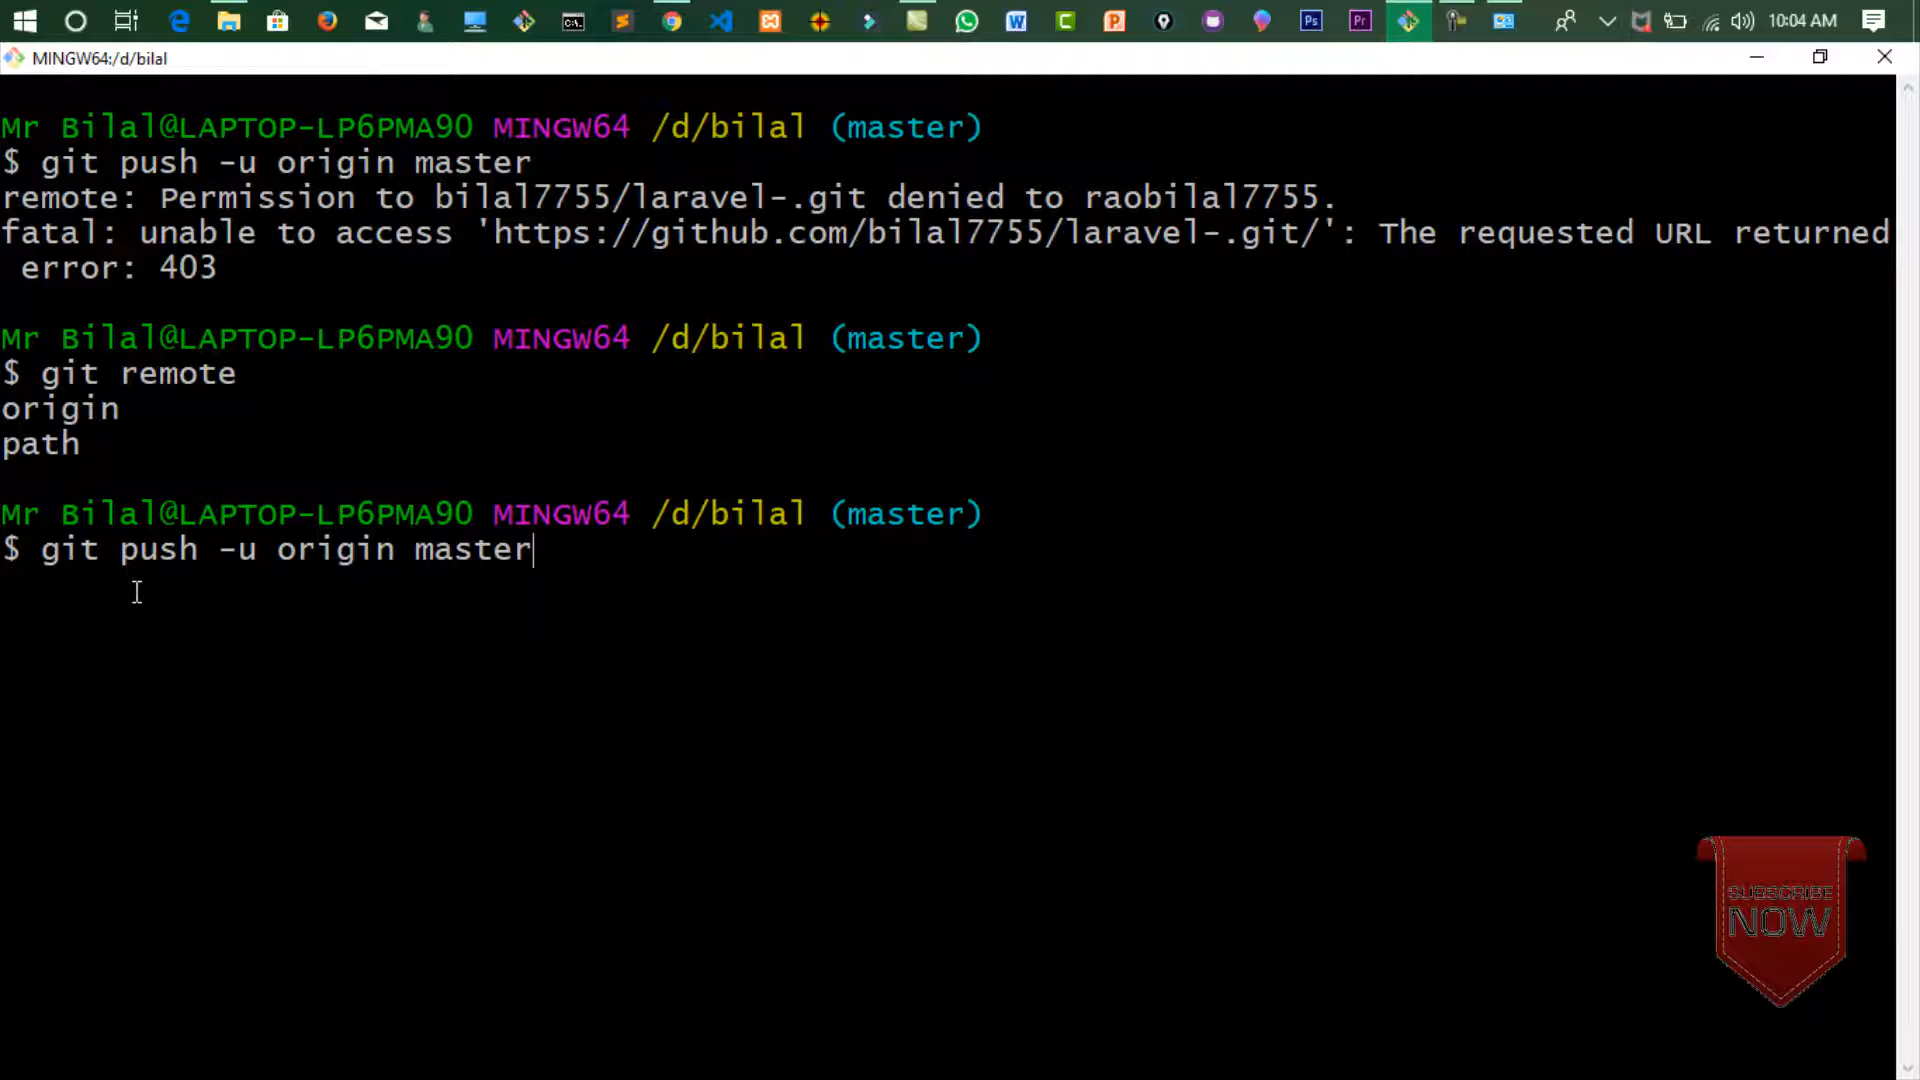 10:04 AM
MINGW64:/d/bilal
Mr Bilal@LAPTOP-LP6PMA90 MINGW64 /d/bilal (master)
$ git push -u origin master
remote: Permission to bilal7755/laravel-.git denied to raobilal7755.
fatal: unable to access 'https://github.com/bilal7755/laravel-.git/': The requested URL returned
error: 403
Mr Bilal@LAPTOP-LP6PMA90 MINGW64 /d/bilal (master)
$ git remote
origin
path
Mr Bilal@LAPTOP-LP6PMA90 MINGW64 /d/bilal (master)
$ git push -u origin master
SUBSCRIBE
NOW